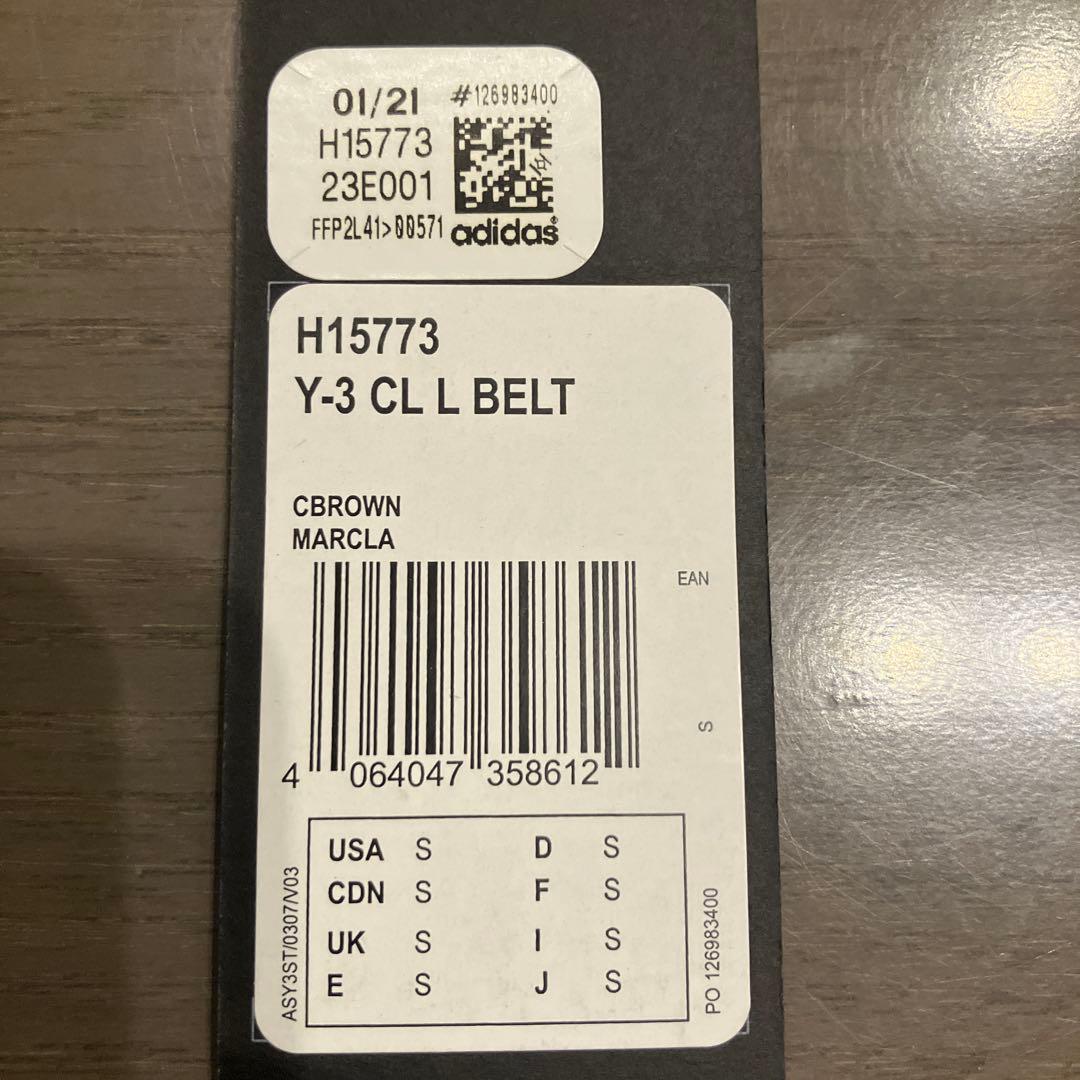 01/21 #126983400
H15773
23E001
FFP2L41>00571 adidas®
H15773
Y-3 CL L BELT
CBROWN
MARCLA
EAN
S
4 064047 358612
USA S D S
CDN S F S
UK S I S
E S J S
ASY3ST/0307/V03
PO 126983400